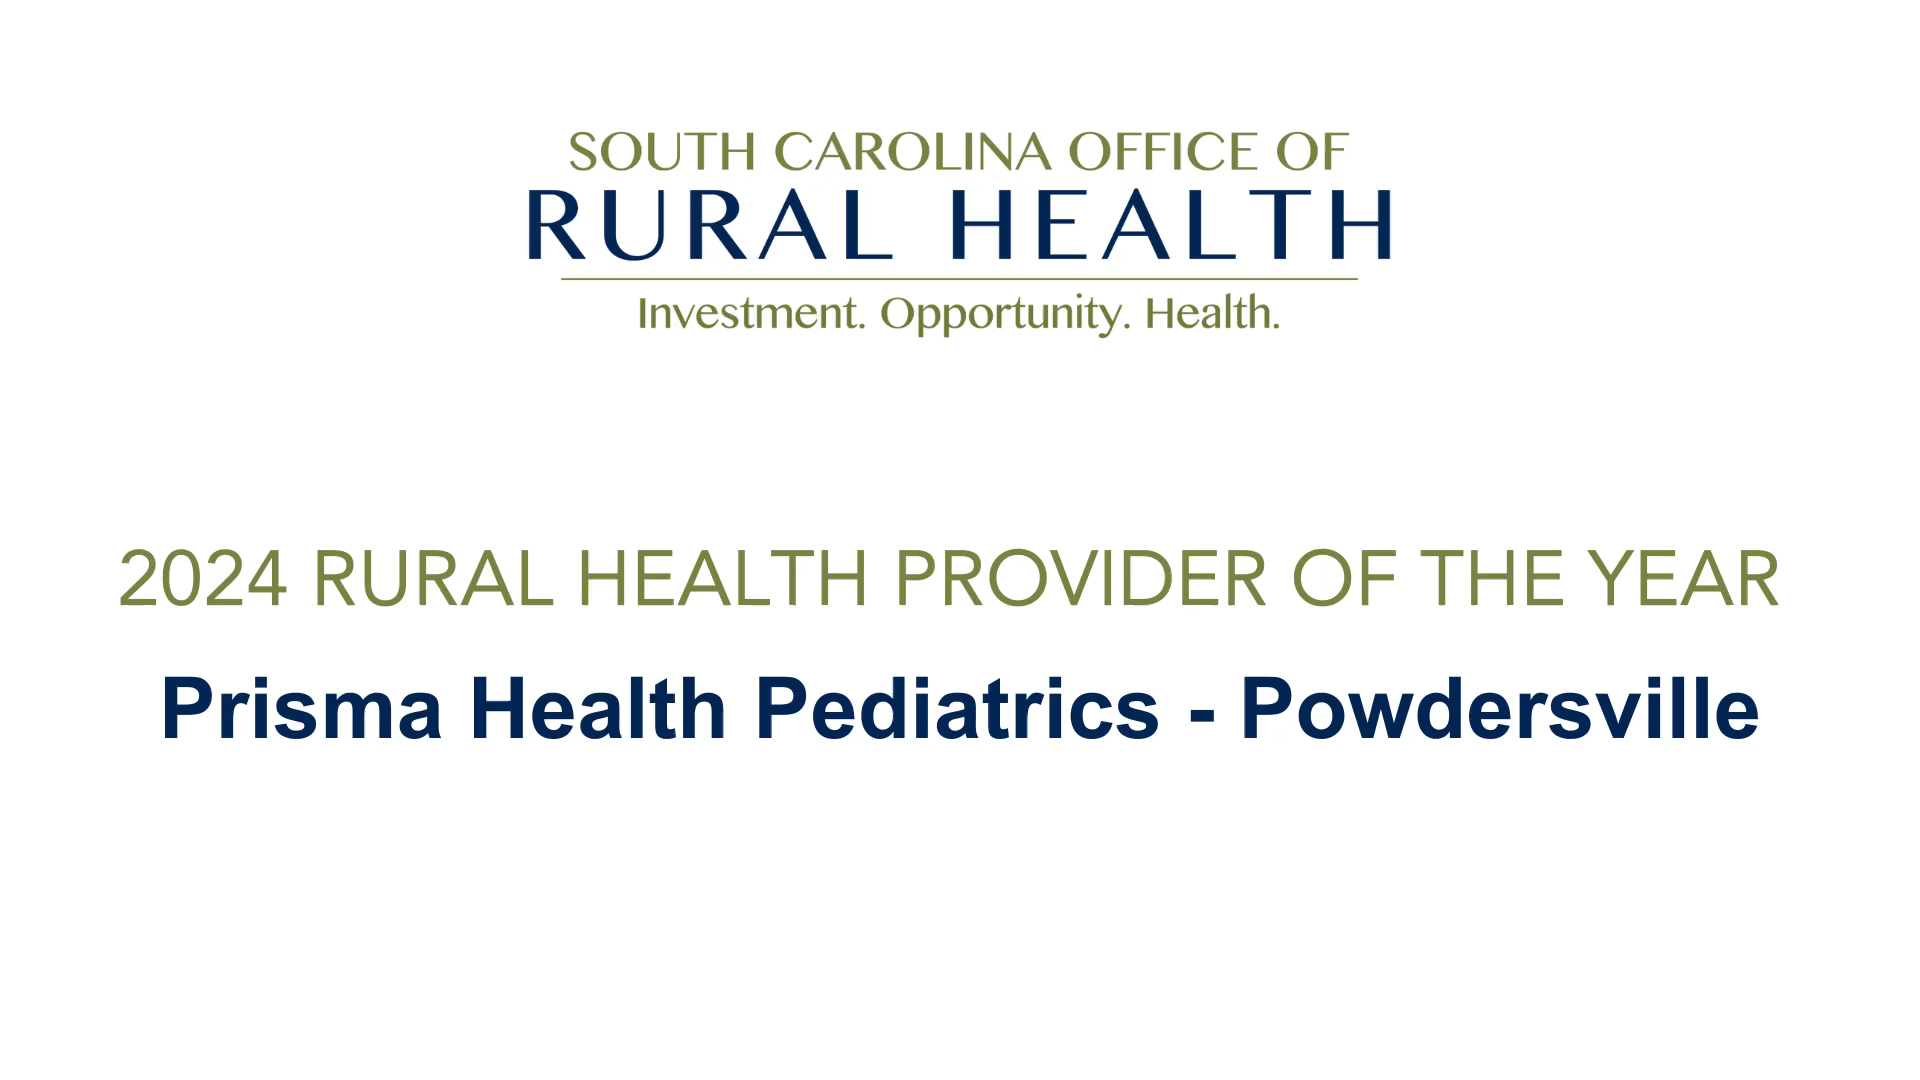 SOUTH CAROLINA OFFICE OF
RURAL HEALTH
Investment. Opportunity. Health.
2024 RURAL HEALTH PROVIDER OF THE YEAR
Prisma Health Pediatrics - Powdersville